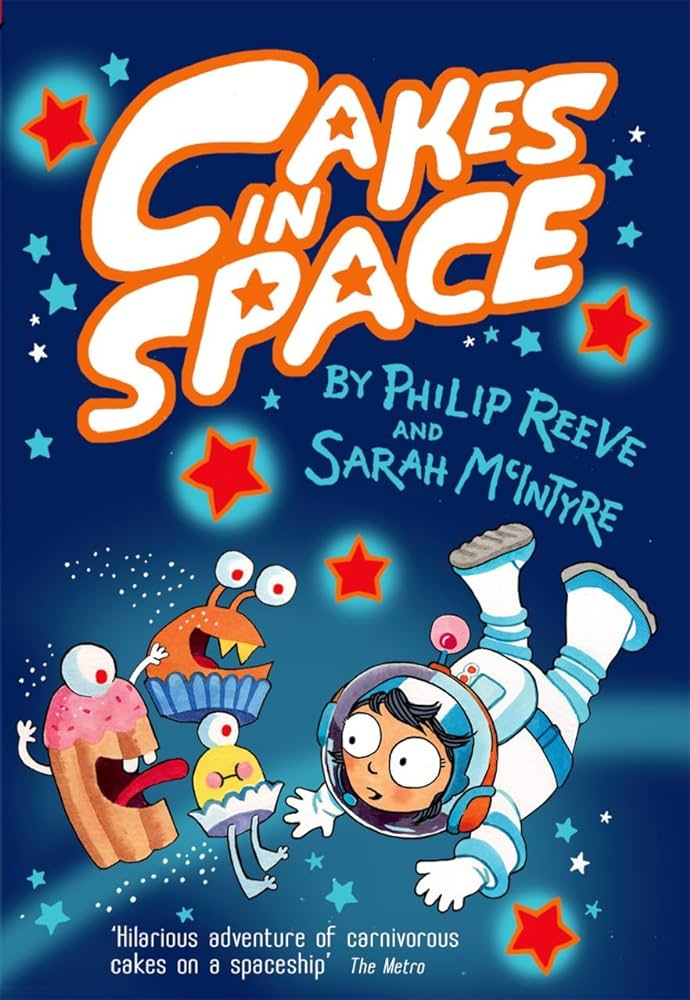 CAKES
IN
SPACE
BY PHILIP REEVE
AND
SARAH McINTYRE
'Hilarious adventure of carnivorous
cakes on a spaceship' The Metro